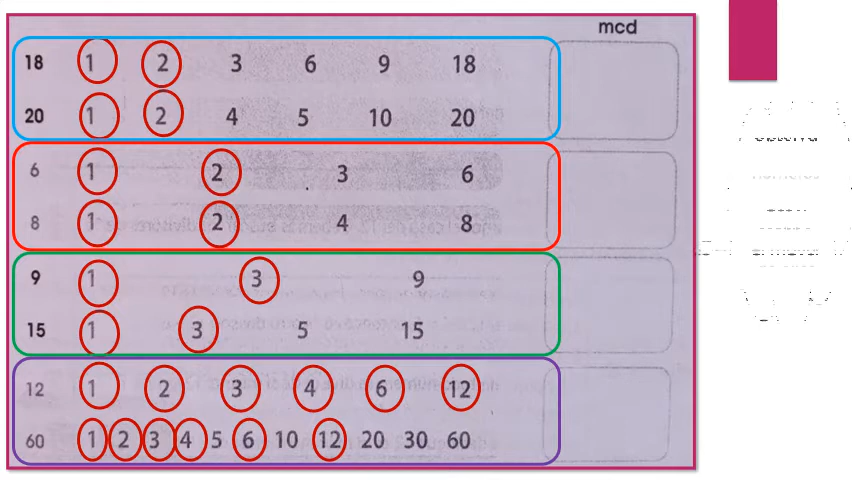 mcd
18 1 2 3 6 9 18
20 1 2 4 5 10 20
6 1 2 3 6
8 1 2 4 8
9 1 3 9
15 1 3 5 15
12 1 2 3 4 6 12
60 1 2 3 4 5 6 10 12 20 30 60